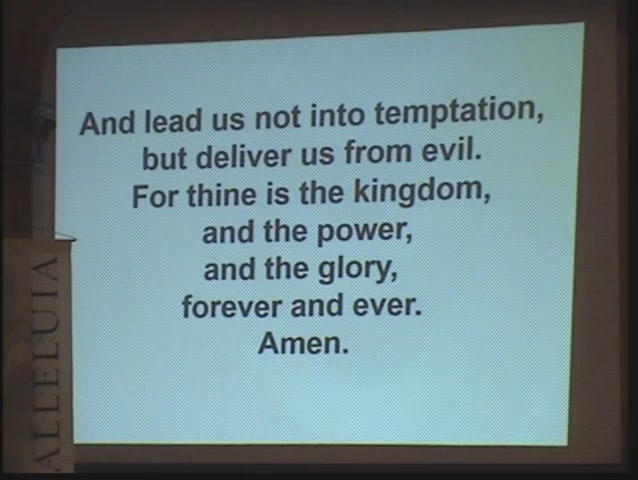 And lead us not into temptation,
but deliver us from evil.
For thine is the kingdom,
and the power,
and the glory,
forever and ever.
Amen.
ALLELUIA